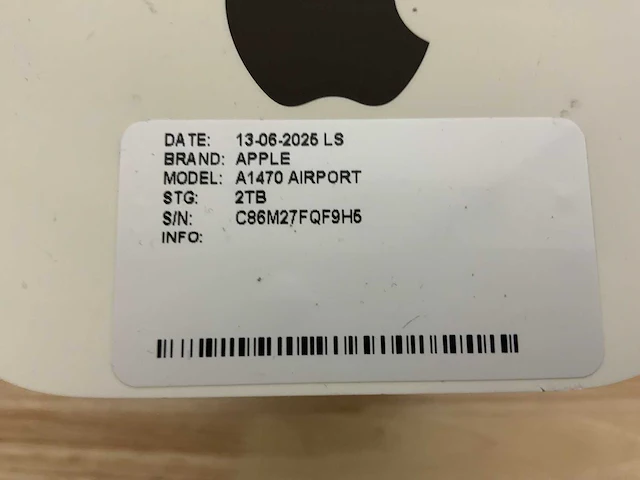 DATE: 13-06-2025 LS
BRAND: APPLE
MODEL: A1470 AIRPORT
STG: 2TB
S/N: C86M27FQF9H5
INFO: